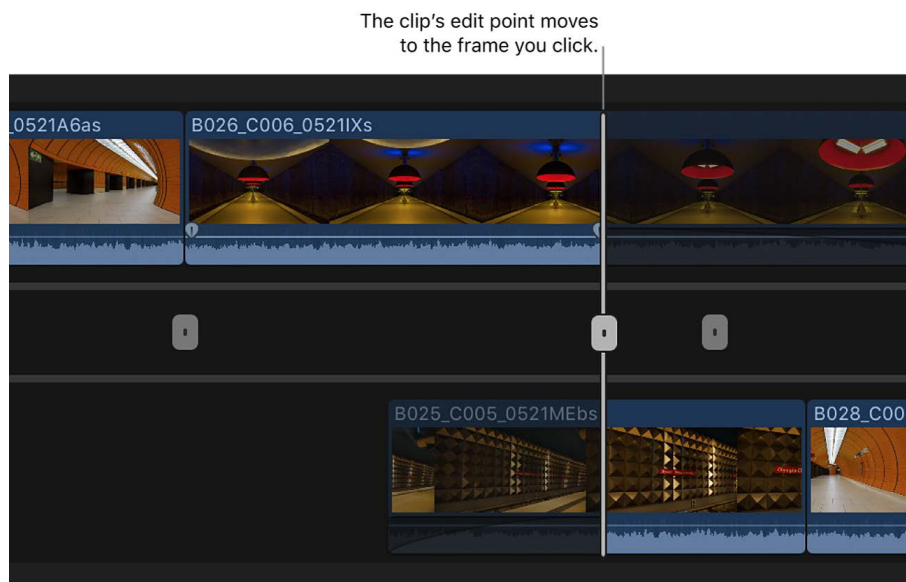 The clip’s edit point moves
to the frame you click.
_0521A6as
B026_C006_0521IXs
B025_C005_0521MEbs
B028_C00